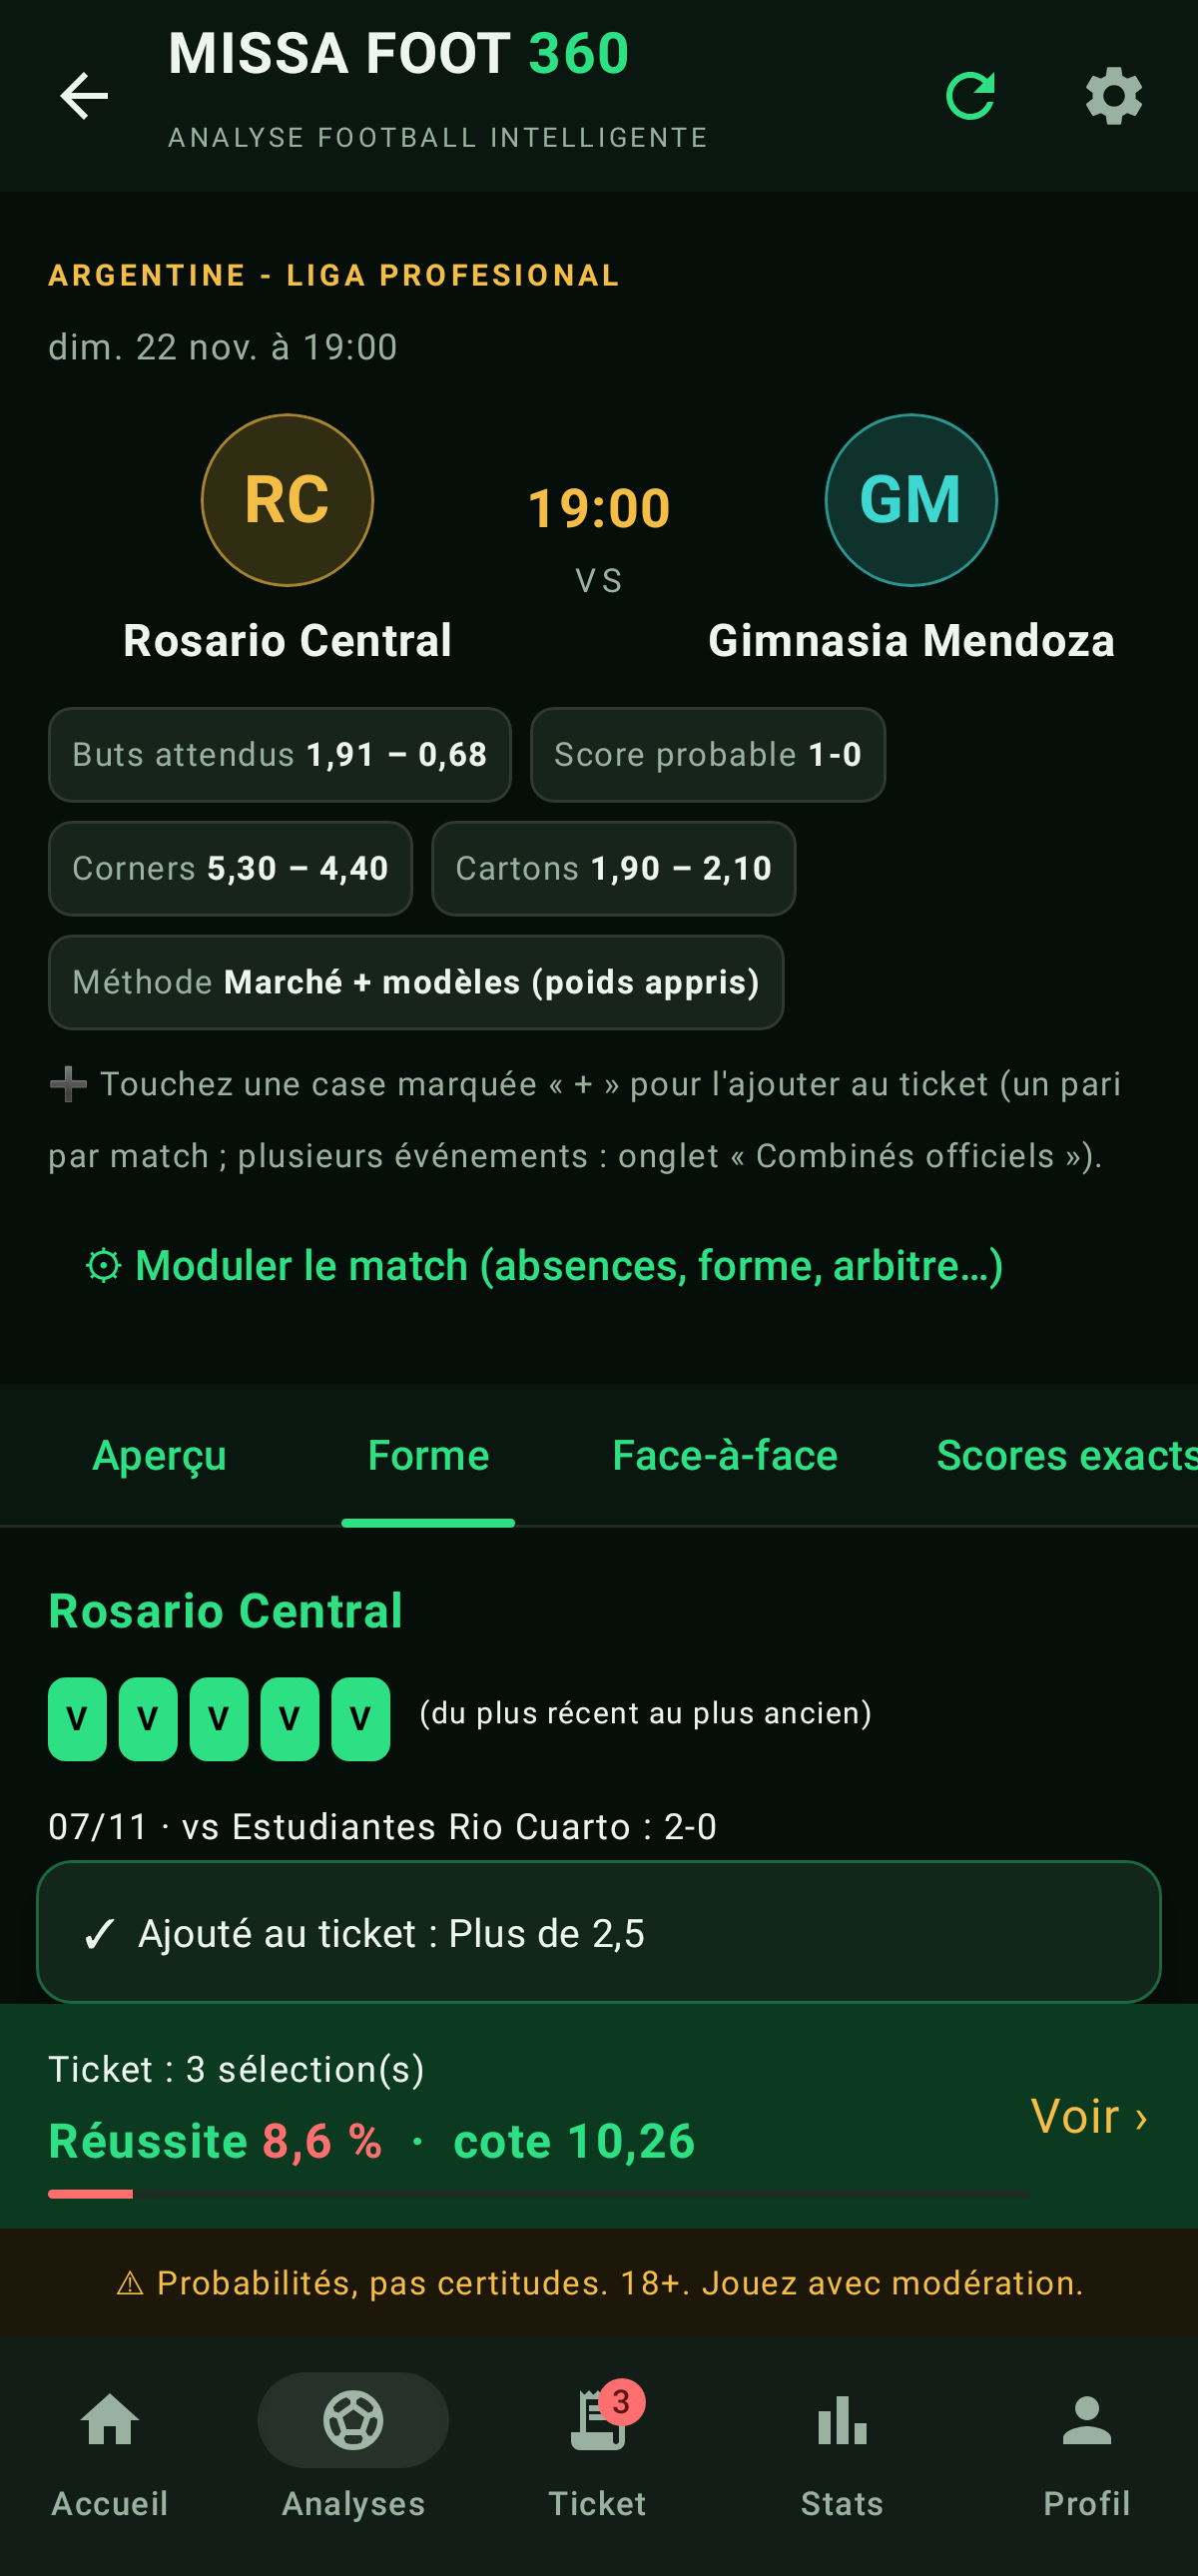 MISSA FOOT 360
ANALYSE FOOTBALL INTELLIGENTE
ARGENTINE - LIGA PROFESIONAL
dim. 22 nov. à 19:00
RC
19:00
VS
GM
Rosario Central
Gimnasia Mendoza
Buts attendus 1,91 – 0,68
Score probable 1-0
Corners 5,30 – 4,40
Cartons 1,90 – 2,10
Méthode Marché + modèles (poids appris)
➕ Touchez une case marquée « + » pour l'ajouter au ticket (un pari
par match ; plusieurs événements : onglet « Combinés officiels »).
⚙ Moduler le match (absences, forme, arbitre…)
Aperçu
Forme
Face-à-face
Scores exacts
Rosario Central
V V V V V (du plus récent au plus ancien)
07/11 · vs Estudiantes Rio Cuarto : 2-0
✓ Ajouté au ticket : Plus de 2,5
Ticket : 3 sélection(s)
Réussite 8,6 % · cote 10,26
Voir ›
⚠ Probabilités, pas certitudes. 18+. Jouez avec modération.
3
Accueil
Analyses
Ticket
Stats
Profil